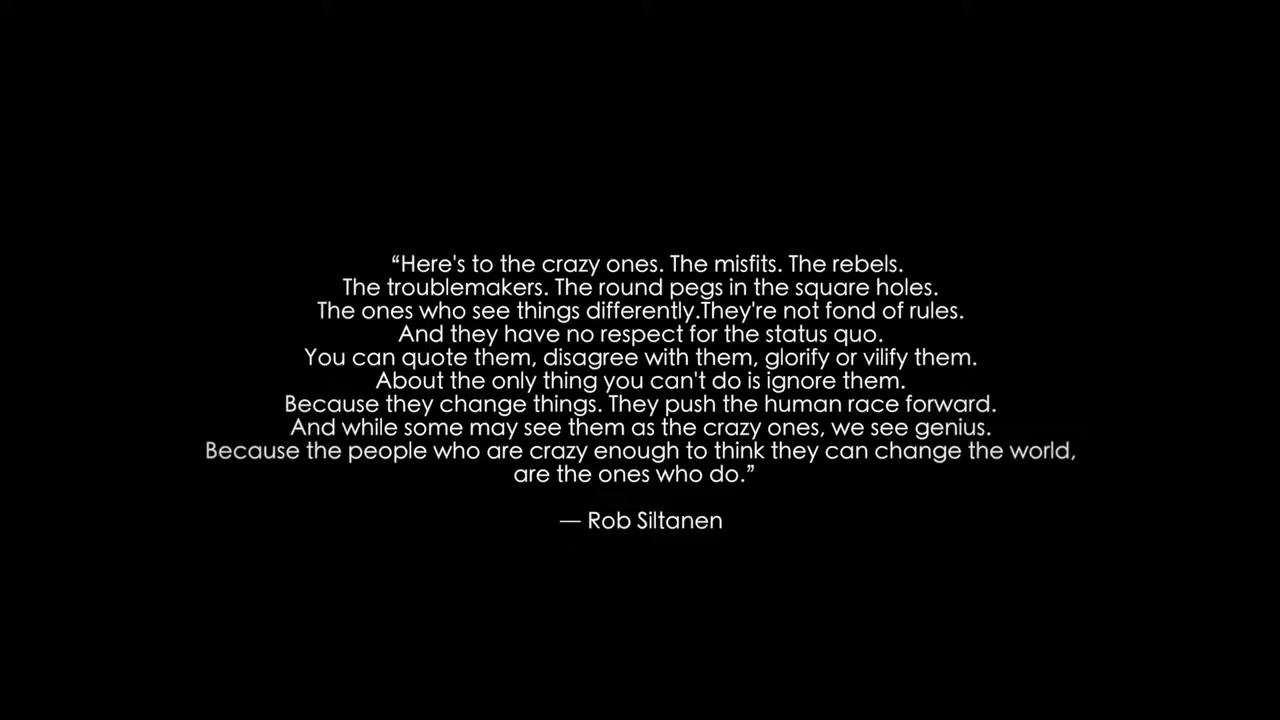 “Here's to the crazy ones. The misfits. The rebels.
The troublemakers. The round pegs in the square holes.
The ones who see things differently.They're not fond of rules.
And they have no respect for the status quo.
You can quote them, disagree with them, glorify or vilify them.
About the only thing you can't do is ignore them.
Because they change things. They push the human race forward.
And while some may see them as the crazy ones, we see genius.
Because the people who are crazy enough to think they can change the world,
are the ones who do.”
— Rob Siltanen